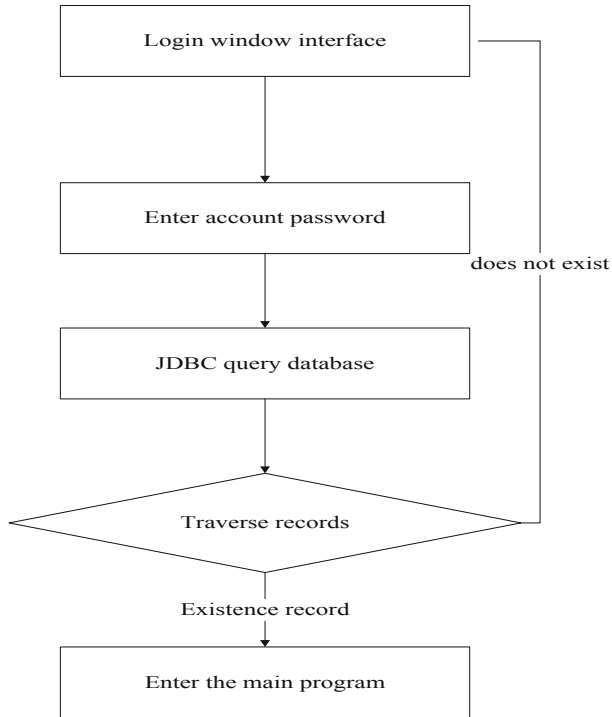 Login window interface
Enter account password
does not exist
JDBC query database
Traverse records
Existence record
Enter the main program